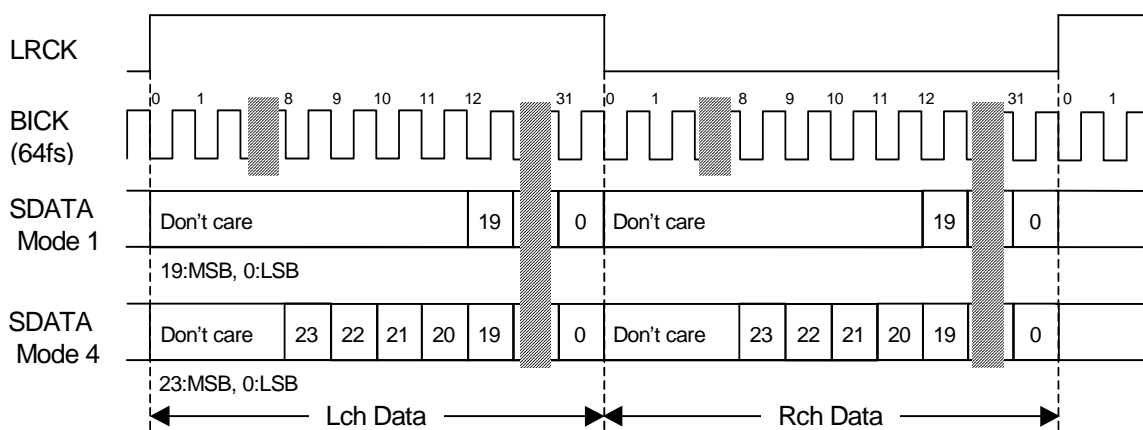 LRCK
0 1 8 9 10 11 12 31 0 1 8 9 10 11 12 31 0 1
BICK
(64fs)
SDATA
Mode 1
Don't care 19 0 Don't care 19 0
19:MSB, 0:LSB
SDATA
Mode 4
Don't care 23 22 21 20 19 0 Don't care 23 22 21 20 19 0
23:MSB, 0:LSB
Lch Data Rch Data